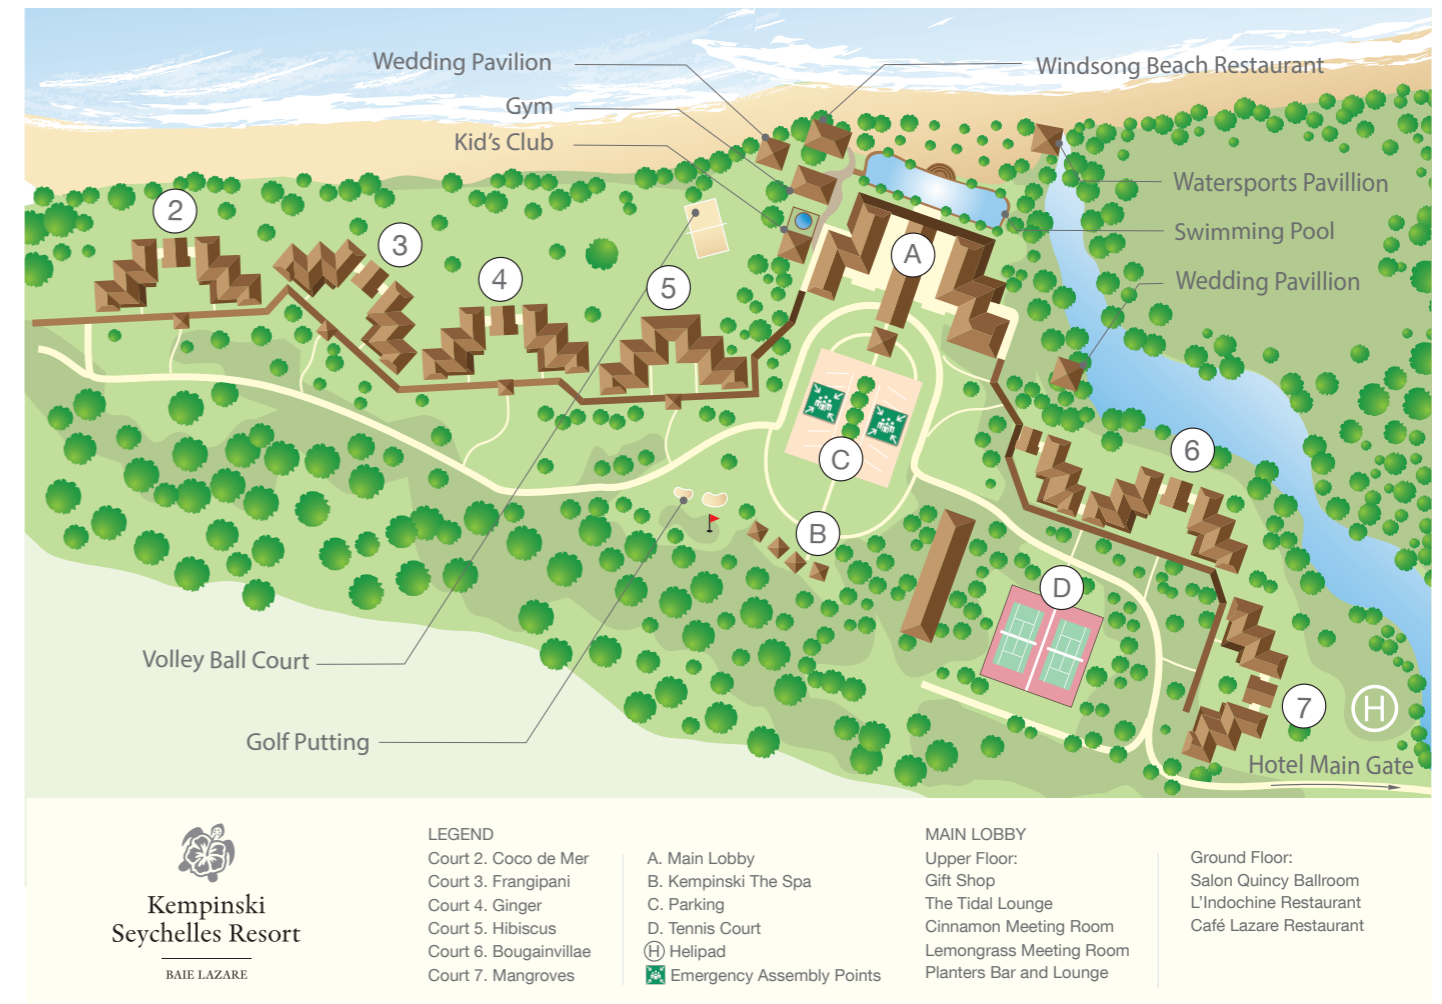 Wedding Pavilion
Windsong Beach Restaurant
Gym
Kid's Club
Watersports Pavillion
Swimming Pool
Wedding Pavillion
2
3
4
5
A
6
C
B
D
7
H
Volley Ball Court
Golf Putting
Hotel Main Gate
Kempinski
Seychelles Resort
BAIE LAZARE
LEGEND
Court 2. Coco de Mer
Court 3. Frangipani
Court 4. Ginger
Court 5. Hibiscus
Court 6. Bougainvillae
Court 7. Mangroves
A. Main Lobby
B. Kempinski The Spa
C. Parking
D. Tennis Court
H Helipad
Emergency Assembly Points
MAIN LOBBY
Upper Floor:
Gift Shop
The Tidal Lounge
Cinnamon Meeting Room
Lemongrass Meeting Room
Planters Bar and Lounge
Ground Floor:
Salon Quincy Ballroom
L'Indochine Restaurant
Café Lazare Restaurant